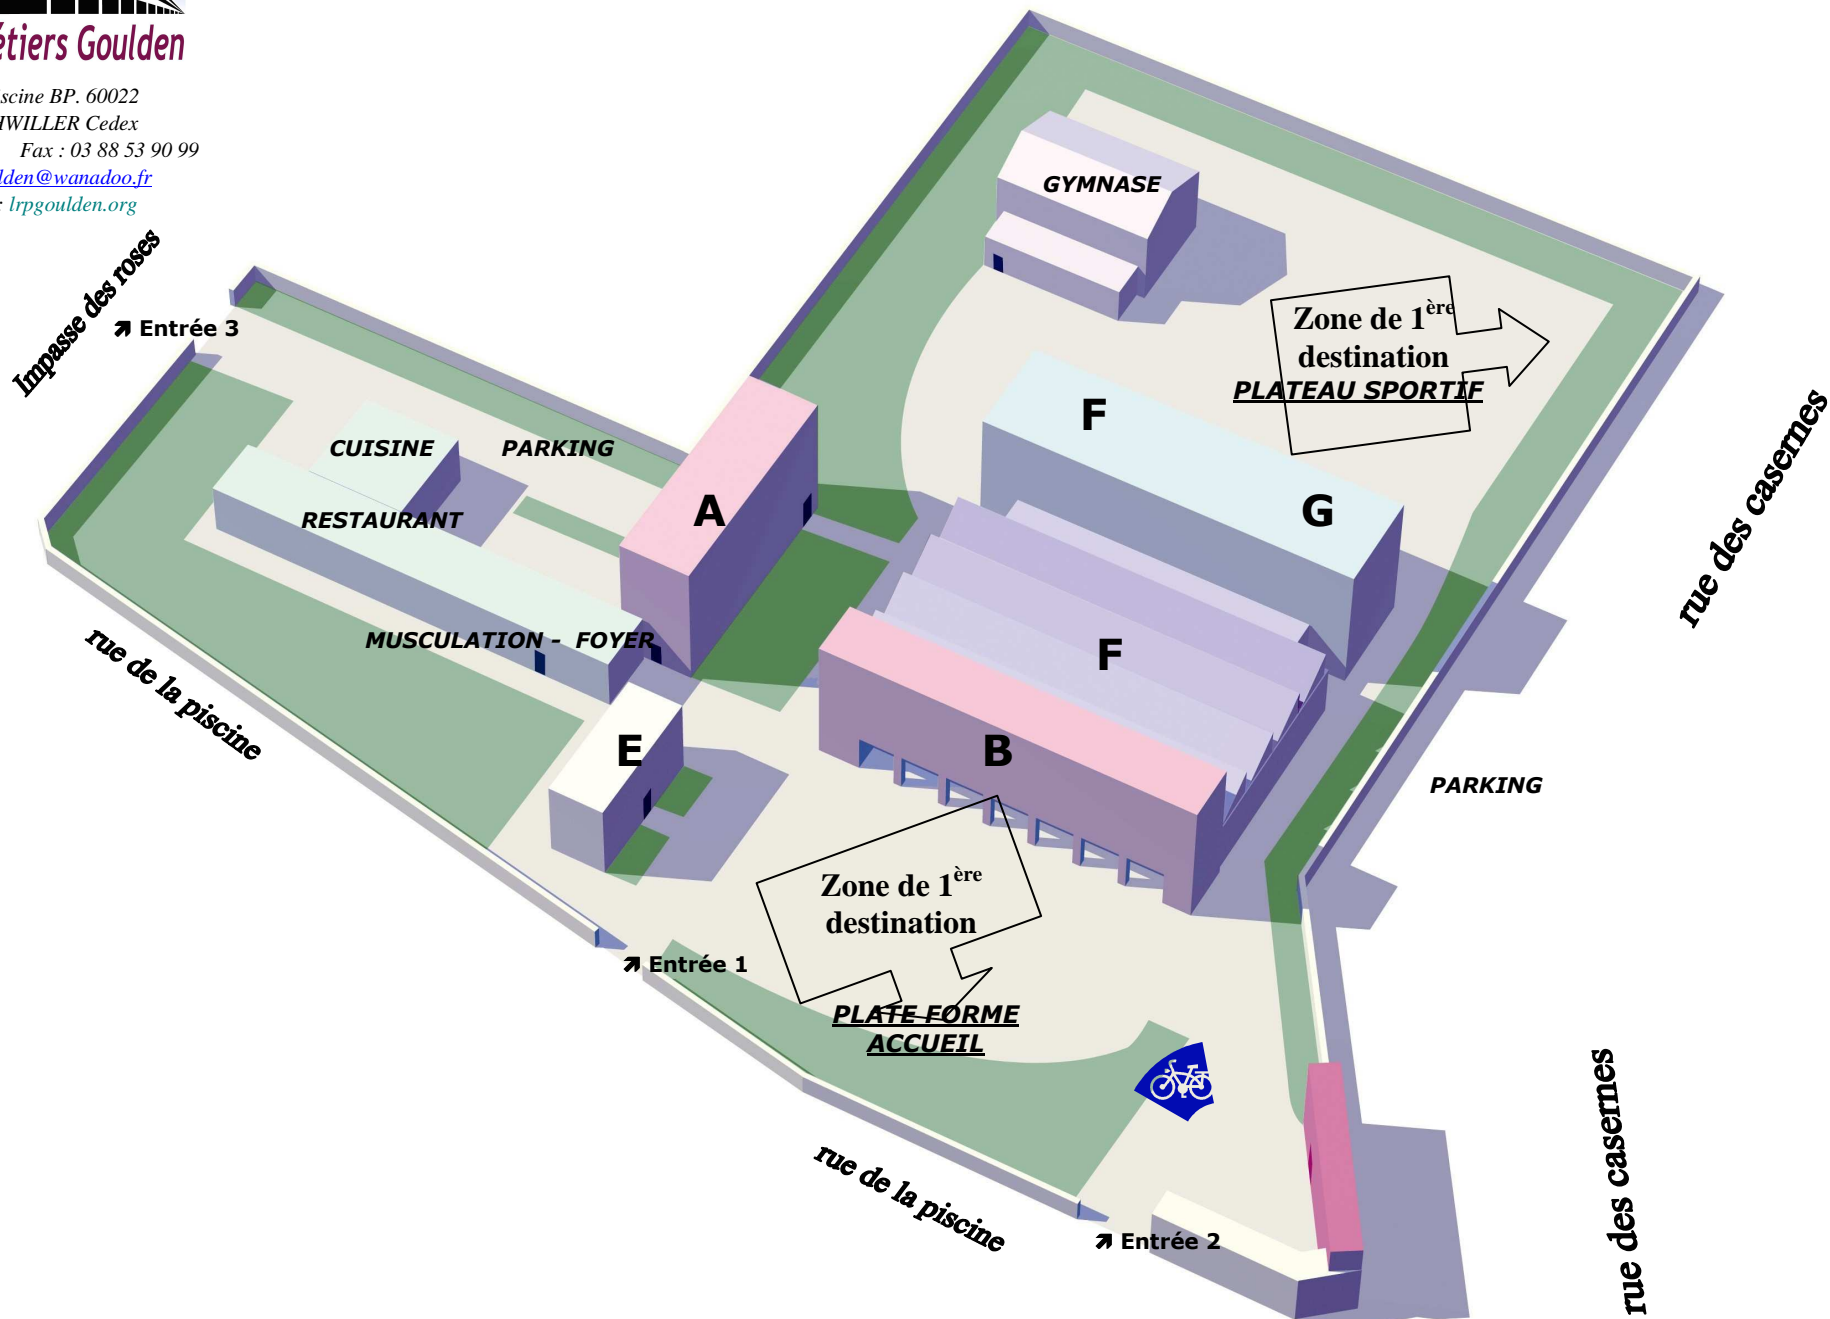 étiers Goulden
scine BP. 60022
HWILLER Cedex
Fax : 03 88 53 90 99
lden@wanadoo.fr
: lrpgoulden.org
Impasse des roses
Entrée 3
GYMNASE
Zone de 1ère
destination
PLATEAU SPORTIF
rue des casernes
CUISINE
PARKING
RESTAURANT
A
F
G
MUSCULATION - FOYER
F
rue de la piscine
E
B
PARKING
Zone de 1ère
destination
Entrée 1
PLATE FORME
ACCUEIL
rue de la piscine
Entrée 2
rue des casernes